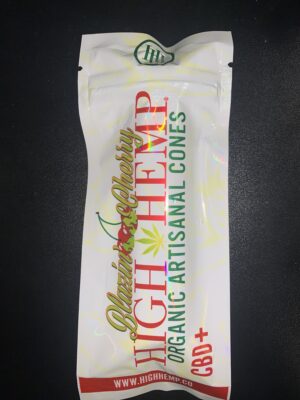 Blazin' Cherry
HIGH HEMP®
ORGANIC ARTISANAL CONES
CBD+
WWW.HIGHHEMP.CO